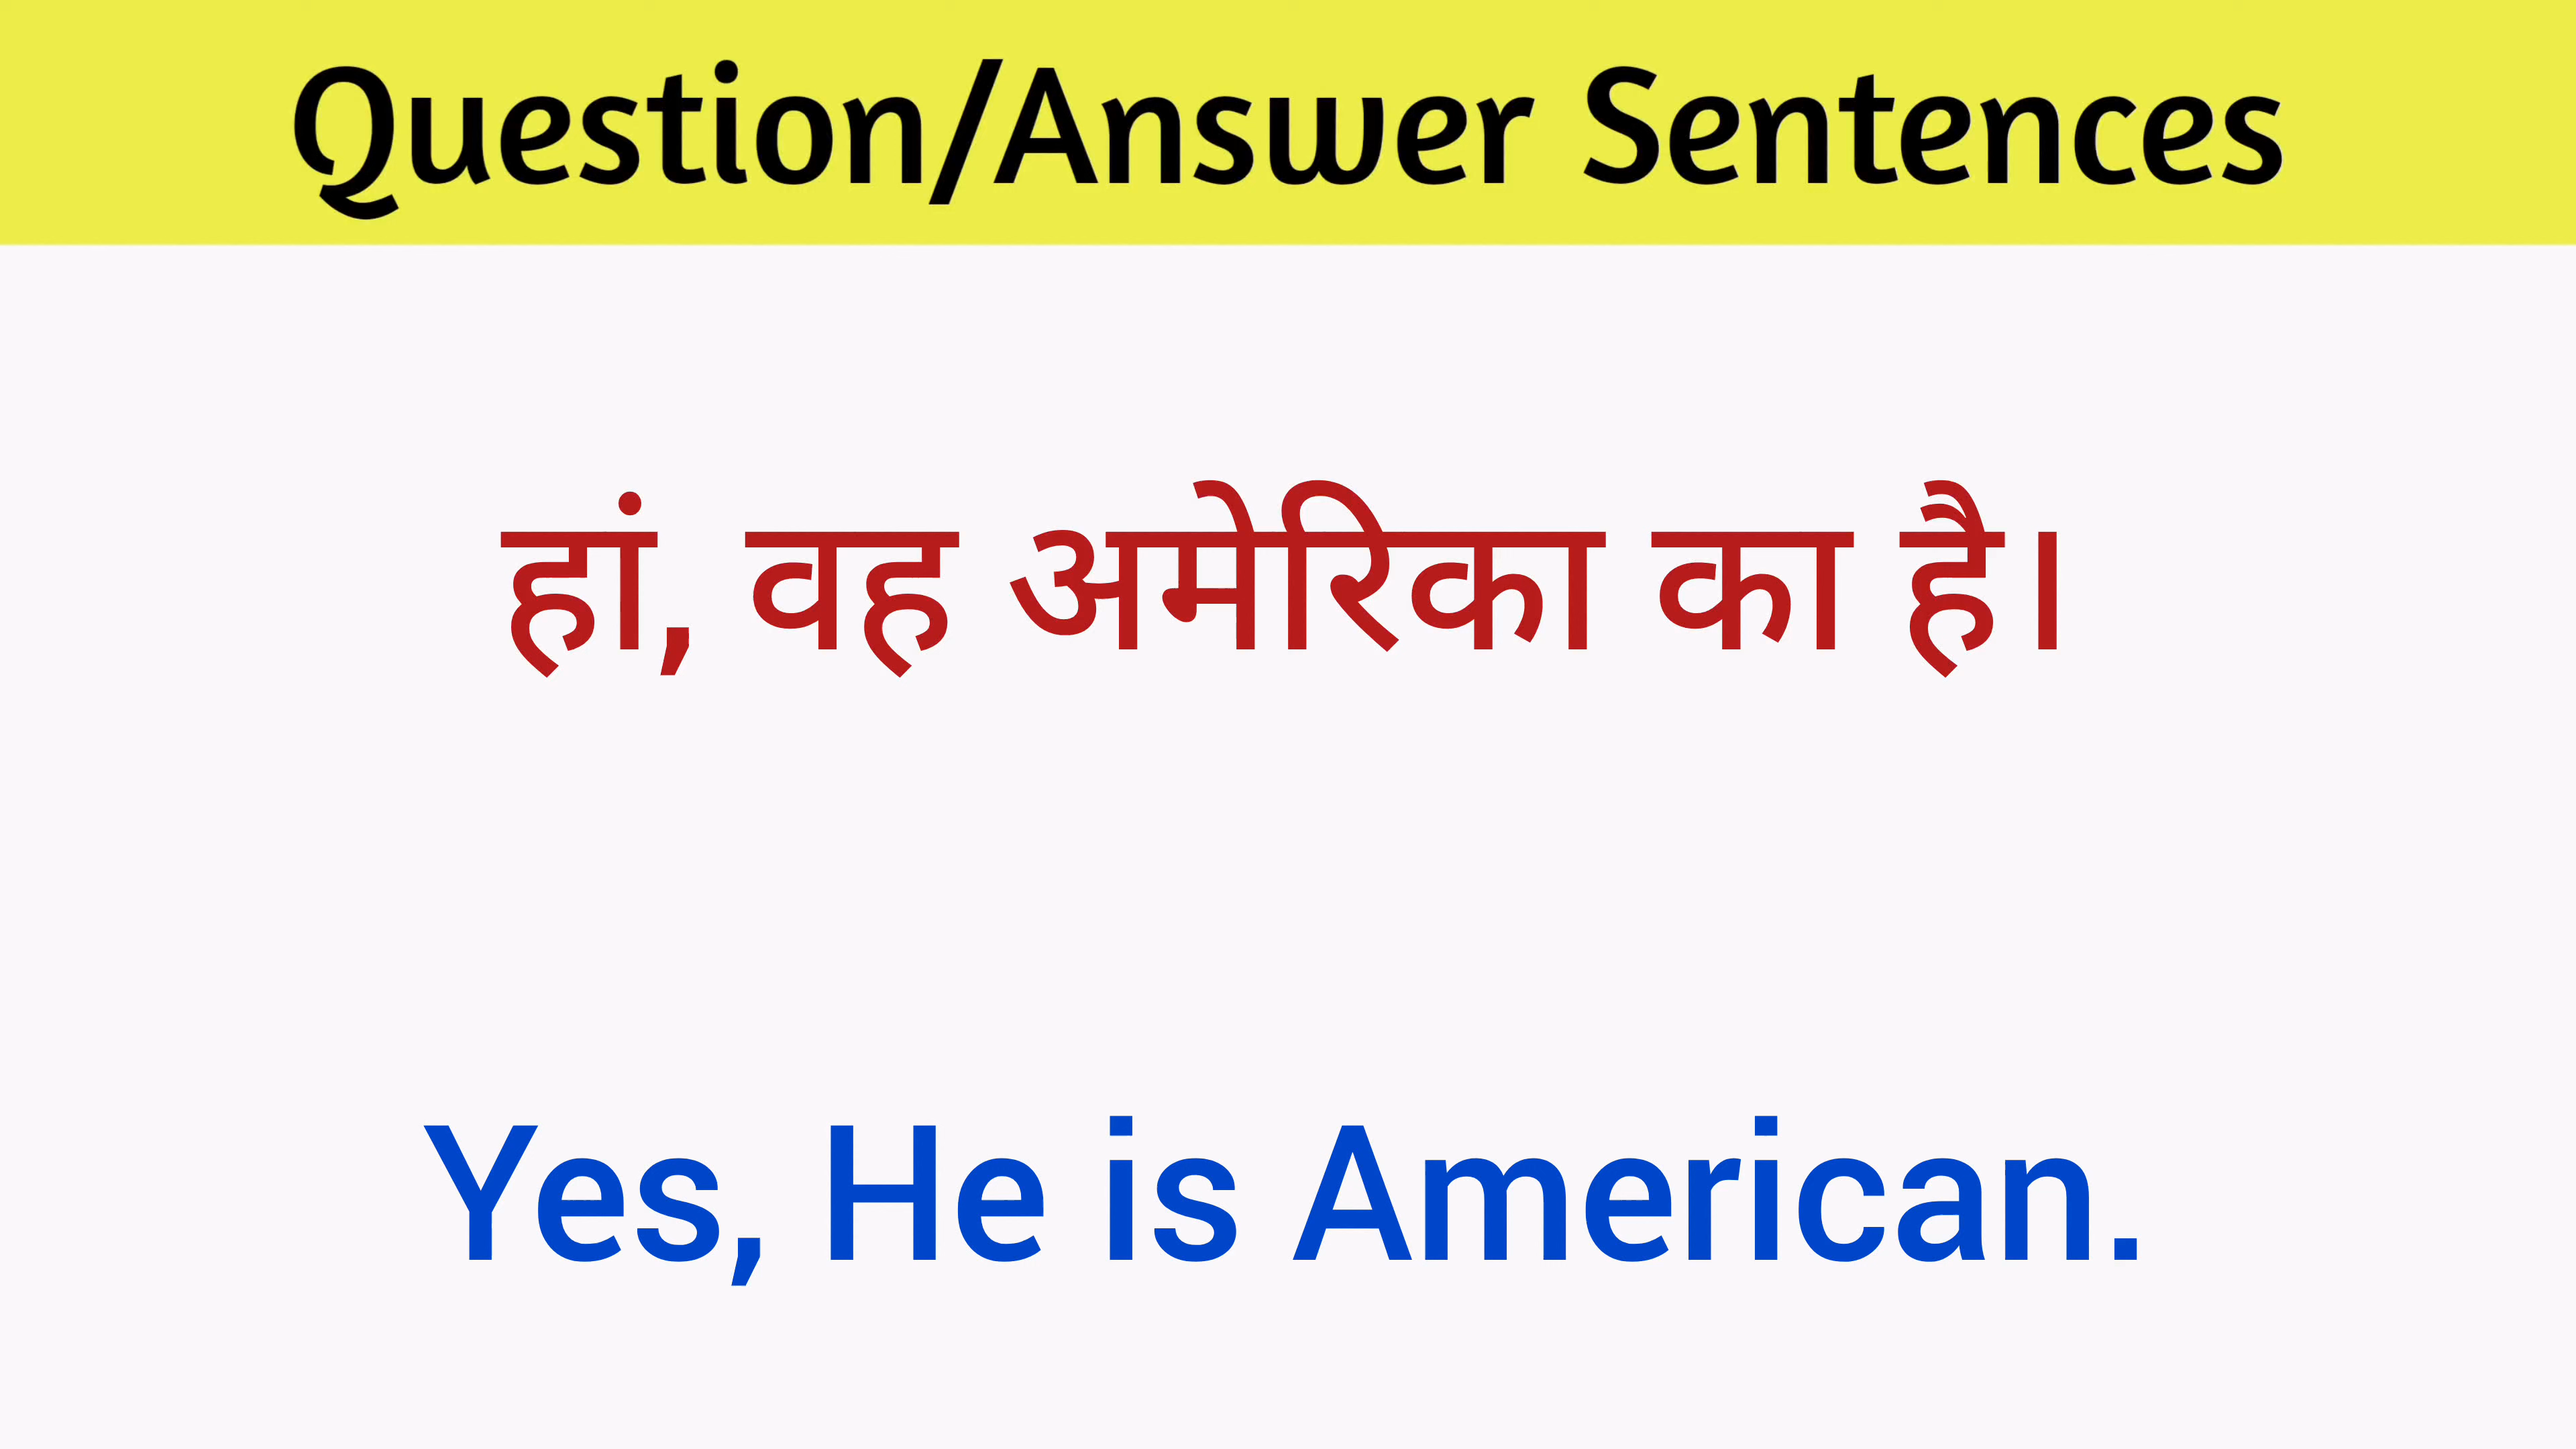 Question/Answer Sentences
हां, वह अमेरिका का है।
Yes, He is American.